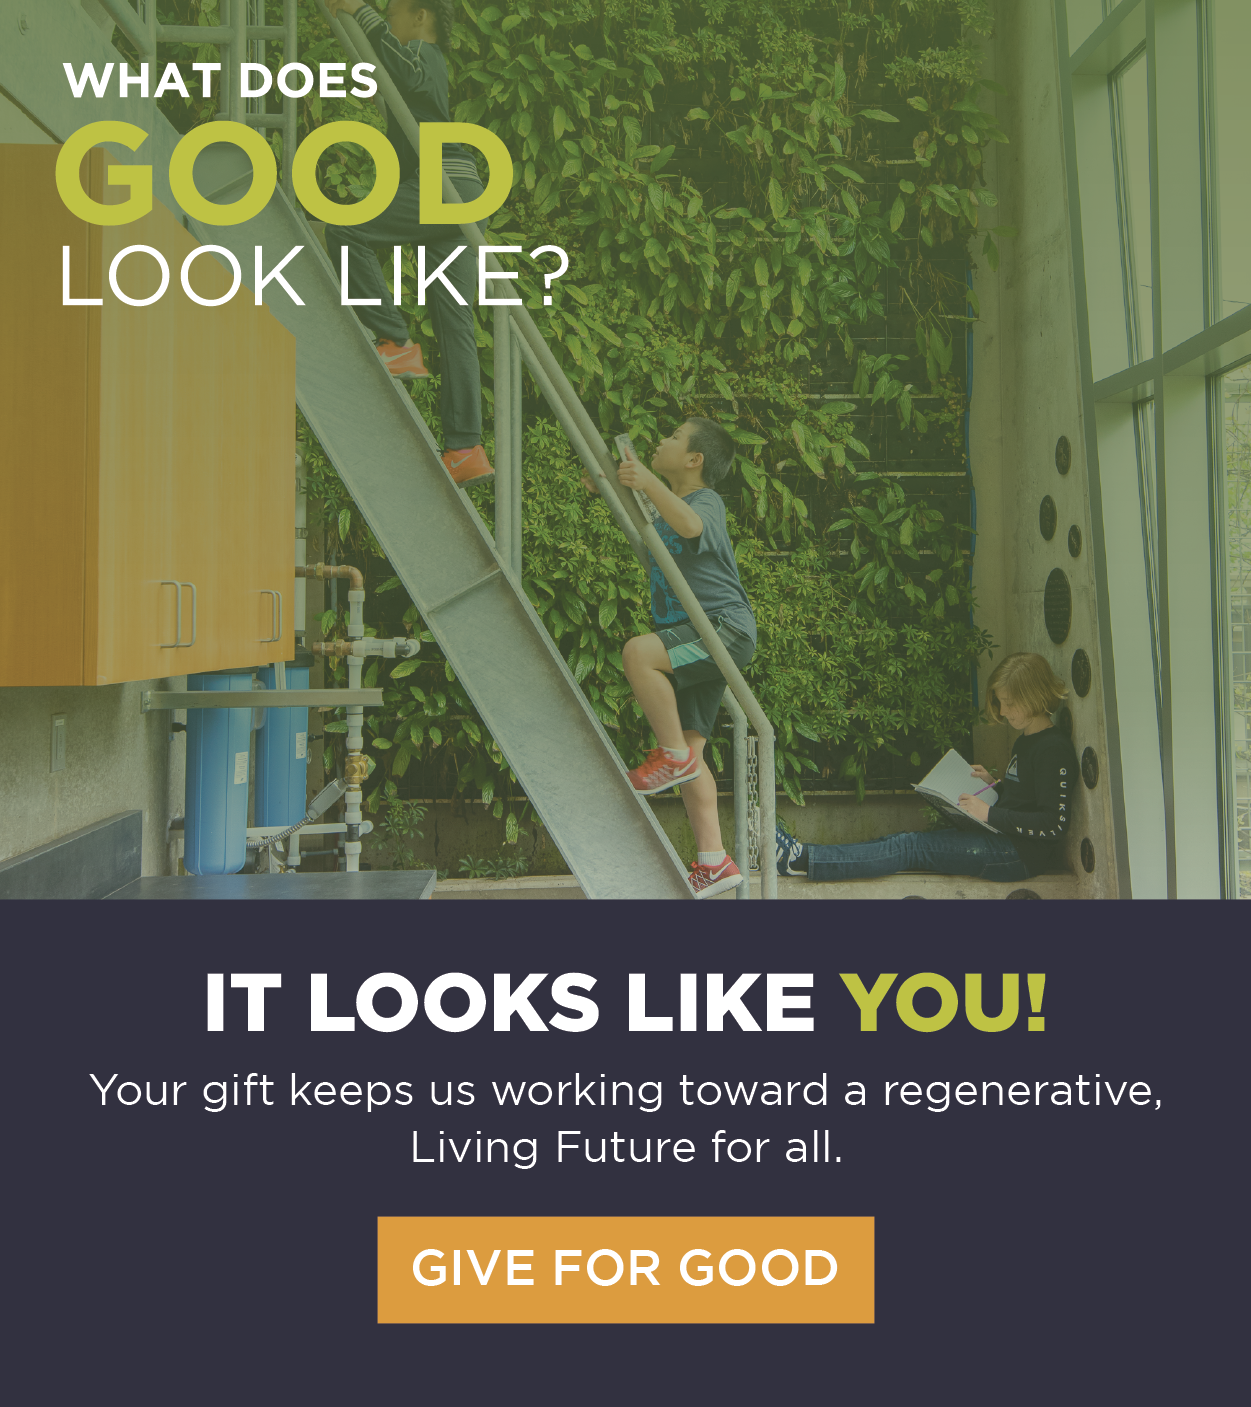 WHAT DOES
GOOD
LOOK LIKE?
QUIKSILVER
IT LOOKS LIKE YOU!
Your gift keeps us working toward a regenerative,
Living Future for all.
GIVE FOR GOOD